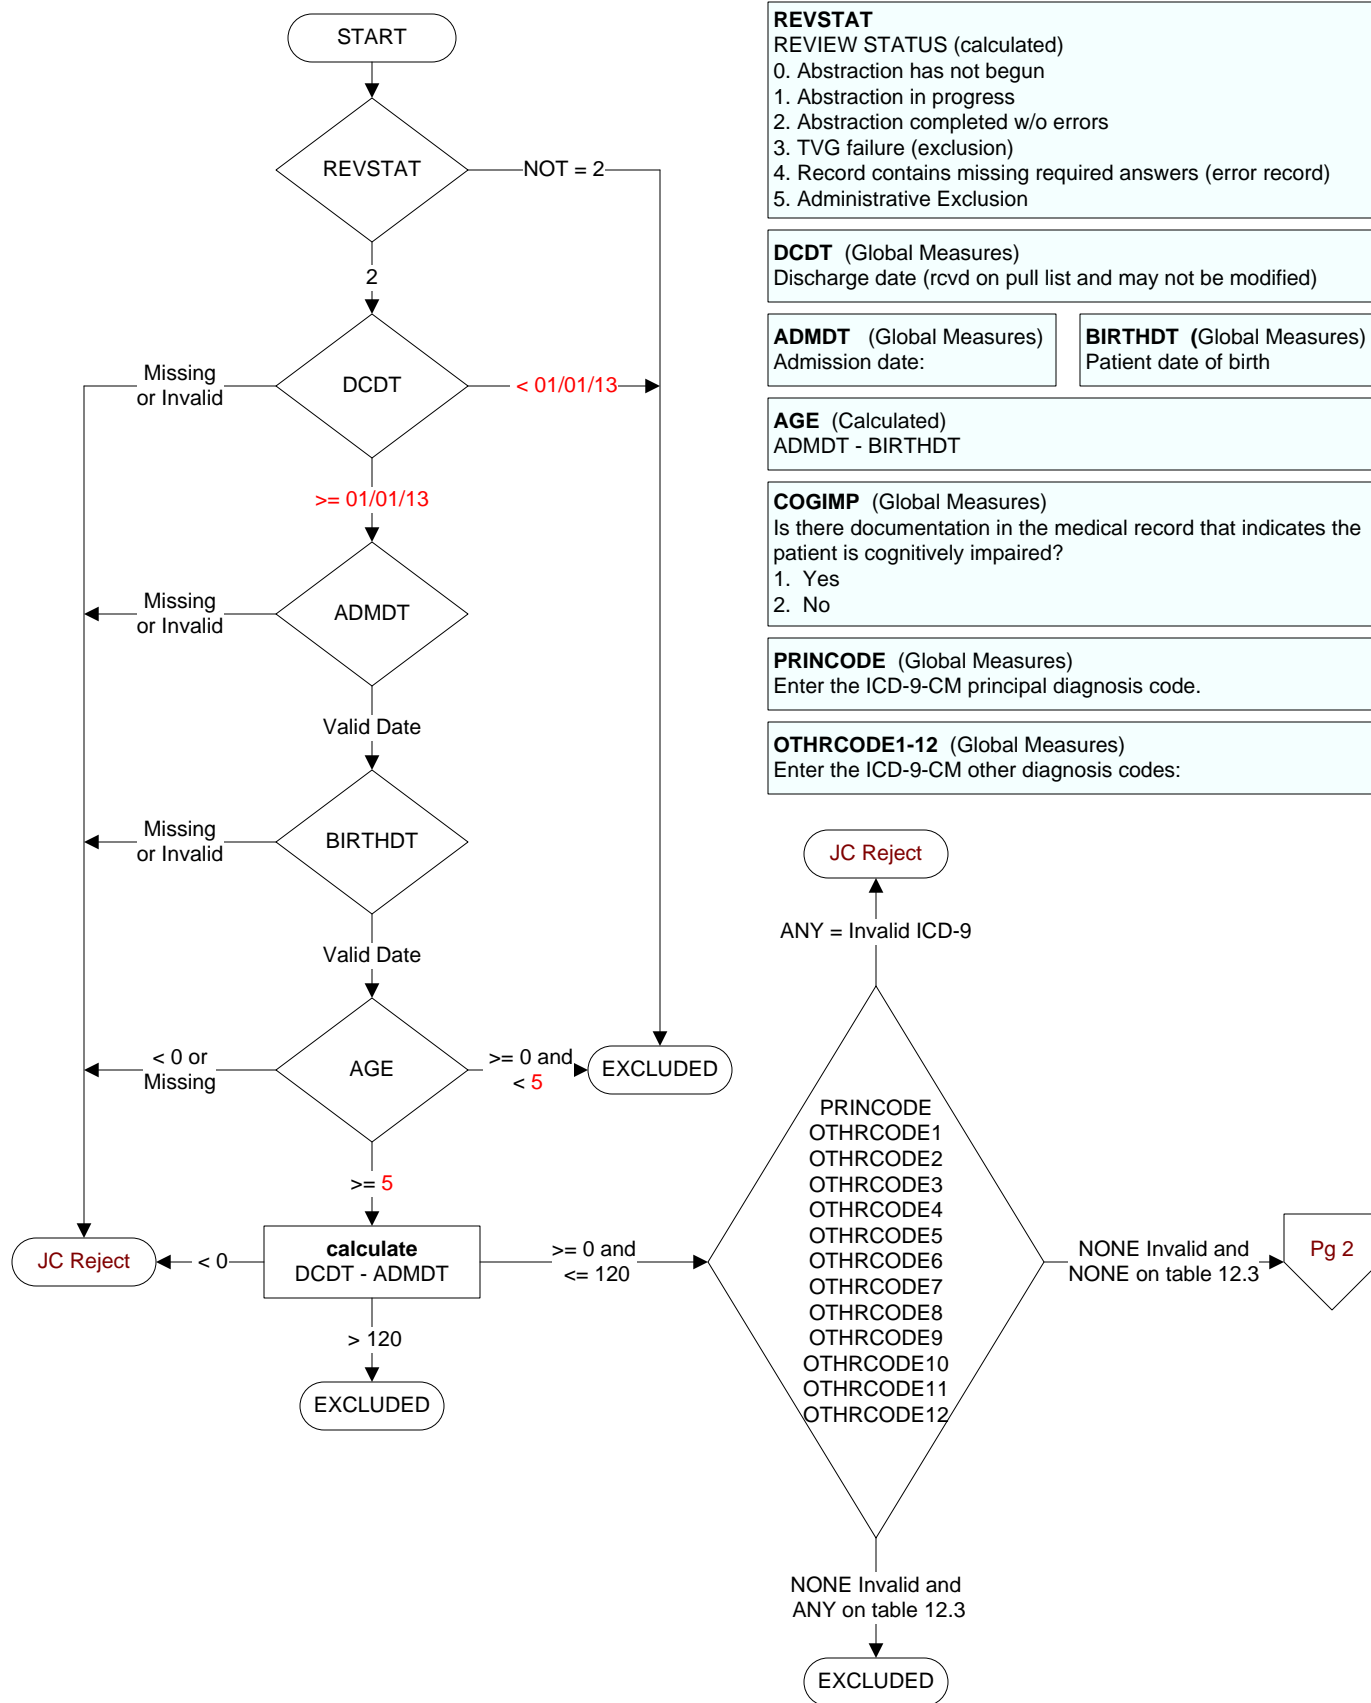 START
REVSTAT
NOT = 2
2
DCDT
Missing
or Invalid
< 01/01/13
>= 01/01/13
ADMDT
Missing
or Invalid
Valid Date
BIRTHDT
Missing
or Invalid
Valid Date
AGE
< 0 or
Missing
>= 0 and
< 5
EXCLUDED
>= 5
calculate
DCDT - ADMDT
< 0
JC Reject
>= 0 and
<= 120
> 120
EXCLUDED
REVSTAT
REVIEW STATUS (calculated)
0. Abstraction has not begun
1. Abstraction in progress
2. Abstraction completed w/o errors
3. TVG failure (exclusion)
4. Record contains missing required answers (error record)
5. Administrative Exclusion
DCDT (Global Measures)
Discharge date (rcvd on pull list and may not be modified)
ADMDT (Global Measures)
Admission date:
BIRTHDT (Global Measures)
Patient date of birth
AGE (Calculated)
ADMDT - BIRTHDT
COGIMP (Global Measures)
Is there documentation in the medical record that indicates the
patient is cognitively impaired?
1. Yes
2. No
PRINCODE (Global Measures)
Enter the ICD-9-CM principal diagnosis code.
OTHRCODE1-12 (Global Measures)
Enter the ICD-9-CM other diagnosis codes:
JC Reject
ANY = Invalid ICD-9
PRINCODE
OTHRCODE1
OTHRCODE2
OTHRCODE3
OTHRCODE4
OTHRCODE5
OTHRCODE6
OTHRCODE7
OTHRCODE8
OTHRCODE9
OTHRCODE10
OTHRCODE11
OTHRCODE12
NONE Invalid and
NONE on table 12.3
Pg 2
NONE Invalid and
ANY on table 12.3
EXCLUDED